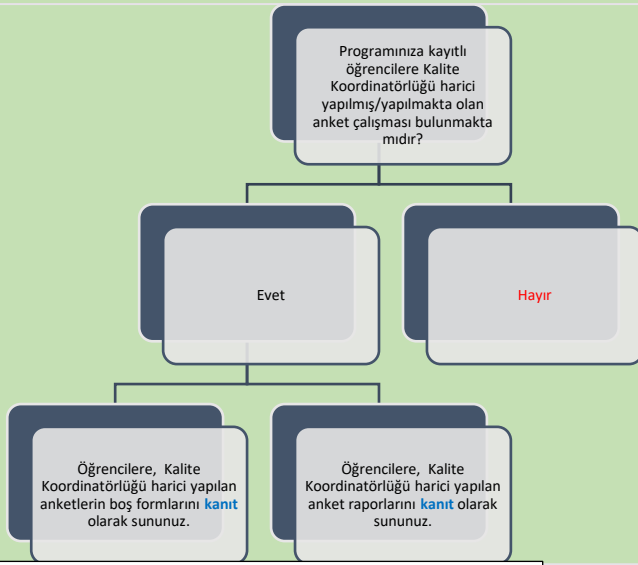 Programınıza kayıtlı
öğrencilere Kalite
Koordinatörlüğü harici
yapılmış/yapılmakta olan
anket çalışması bulunmakta
mıdır?
Evet
Hayır
Öğrencilere, Kalite
Koordinatörlüğü harici yapılan
anketlerin boş formlarını kanıt
olarak sununuz.
Öğrencilere, Kalite
Koordinatörlüğü harici yapılan
anket raporlarını kanıt olarak
sununuz.